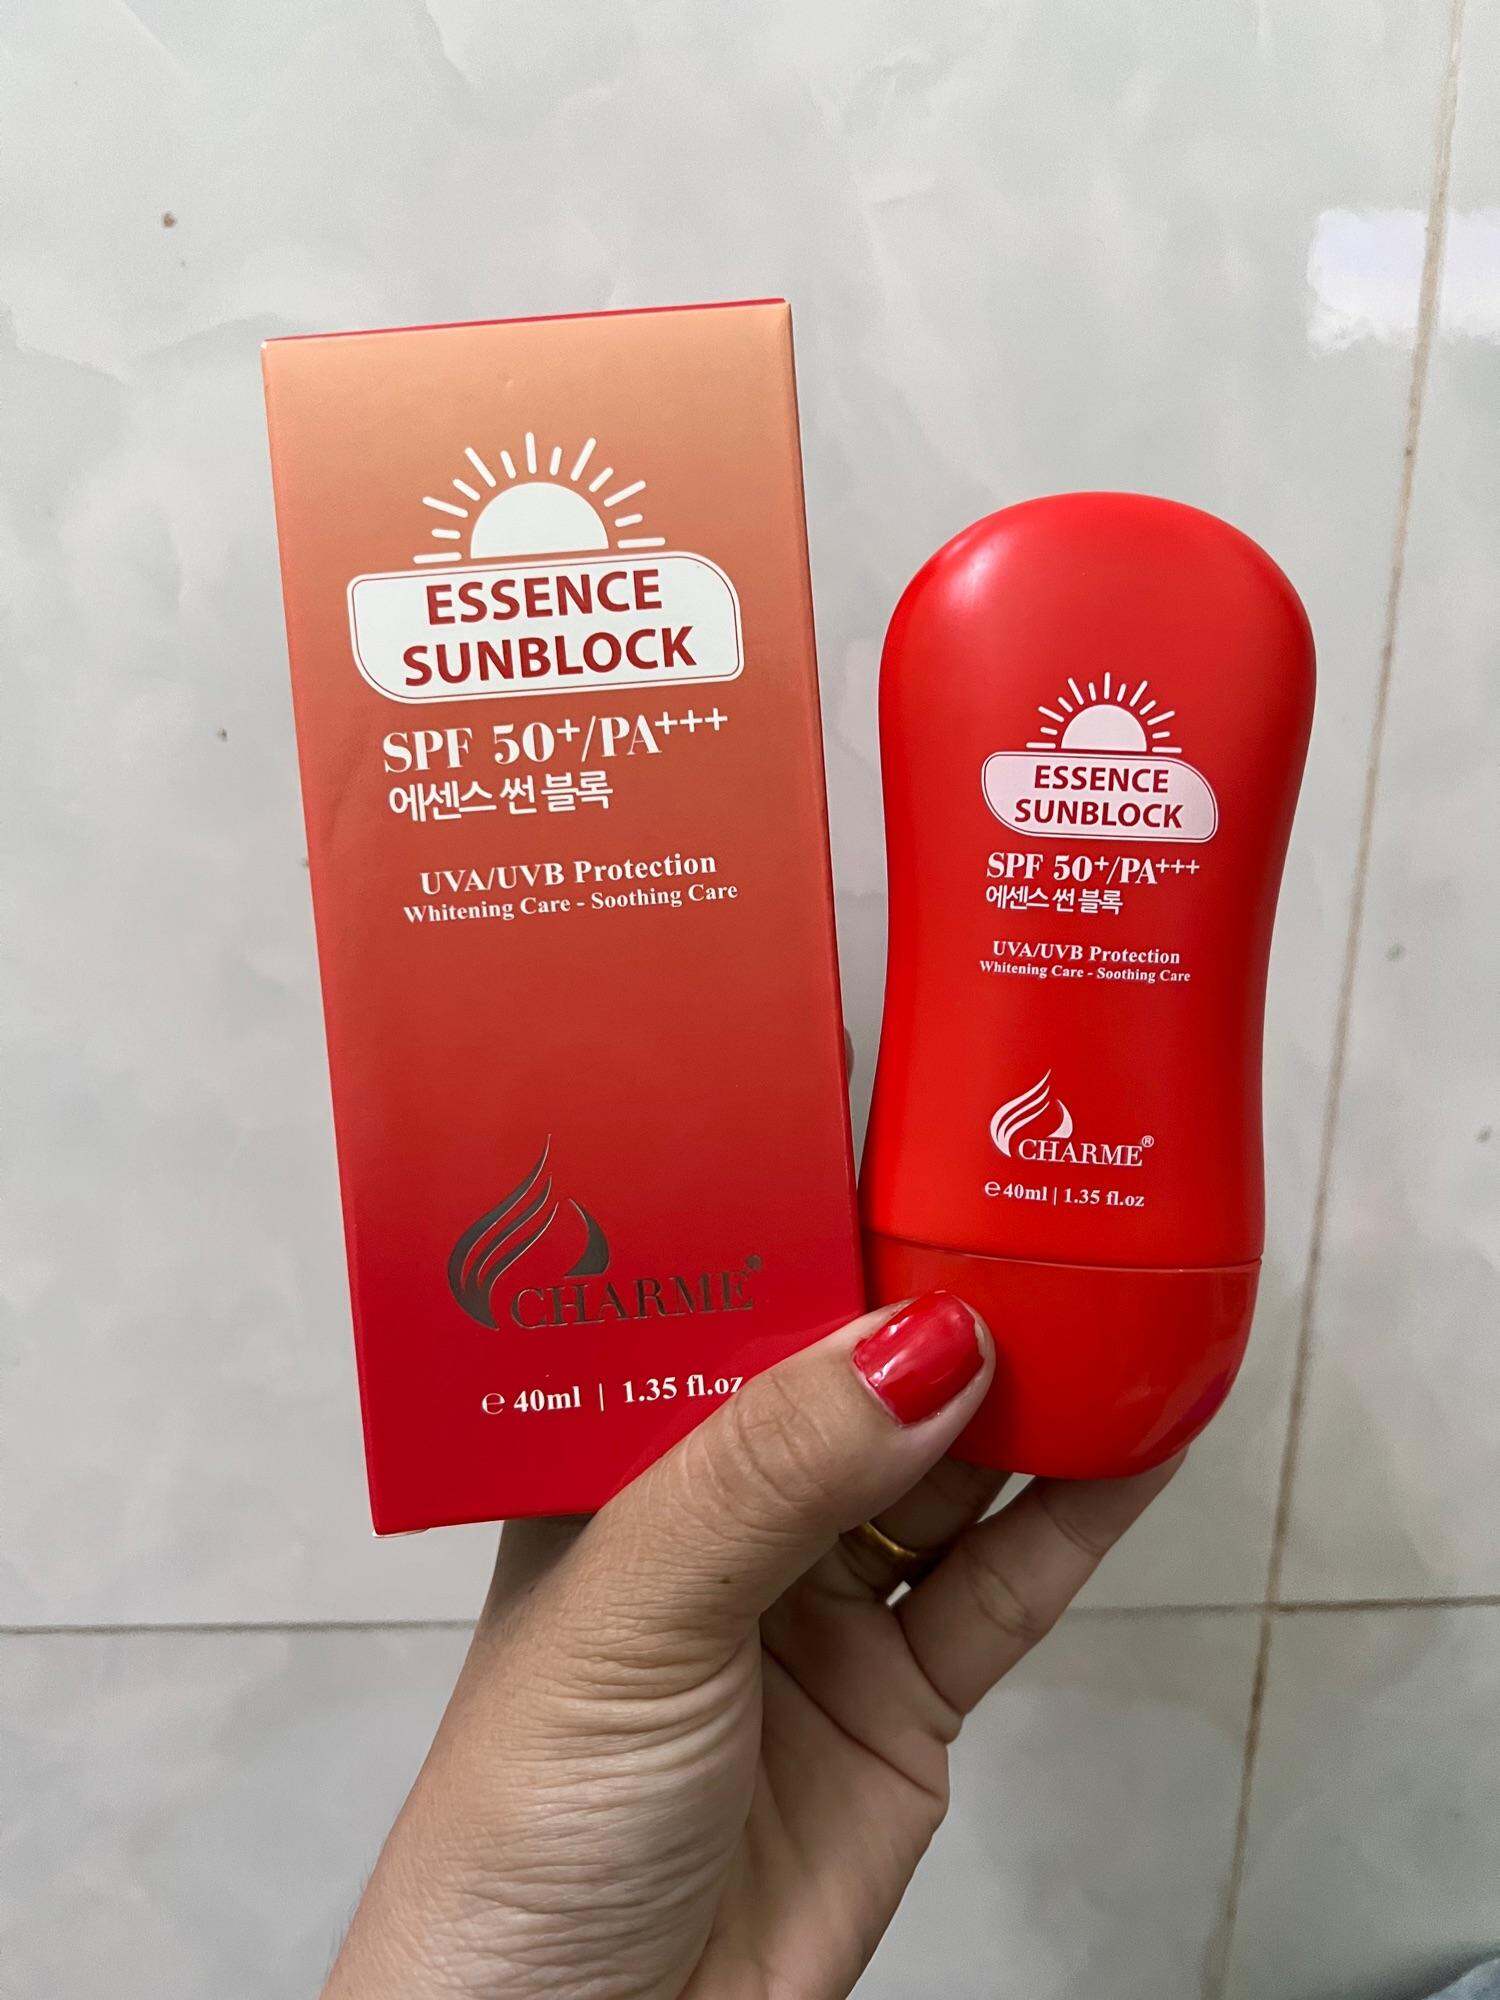 ESSENCE
SUNBLOCK
SPF 50+/PA+++
에센스 썬 블록
UVA/UVB Protection
Whitening Care - Soothing Care
CHARME®
℮ 40ml | 1.35 fl.oz
ESSENCE
SUNBLOCK
SPF 50+/PA+++
에센스 썬 블록
UVA/UVB Protection
Whitening Care - Soothing Care
CHARME®
℮ 40ml | 1.35 fl.oz